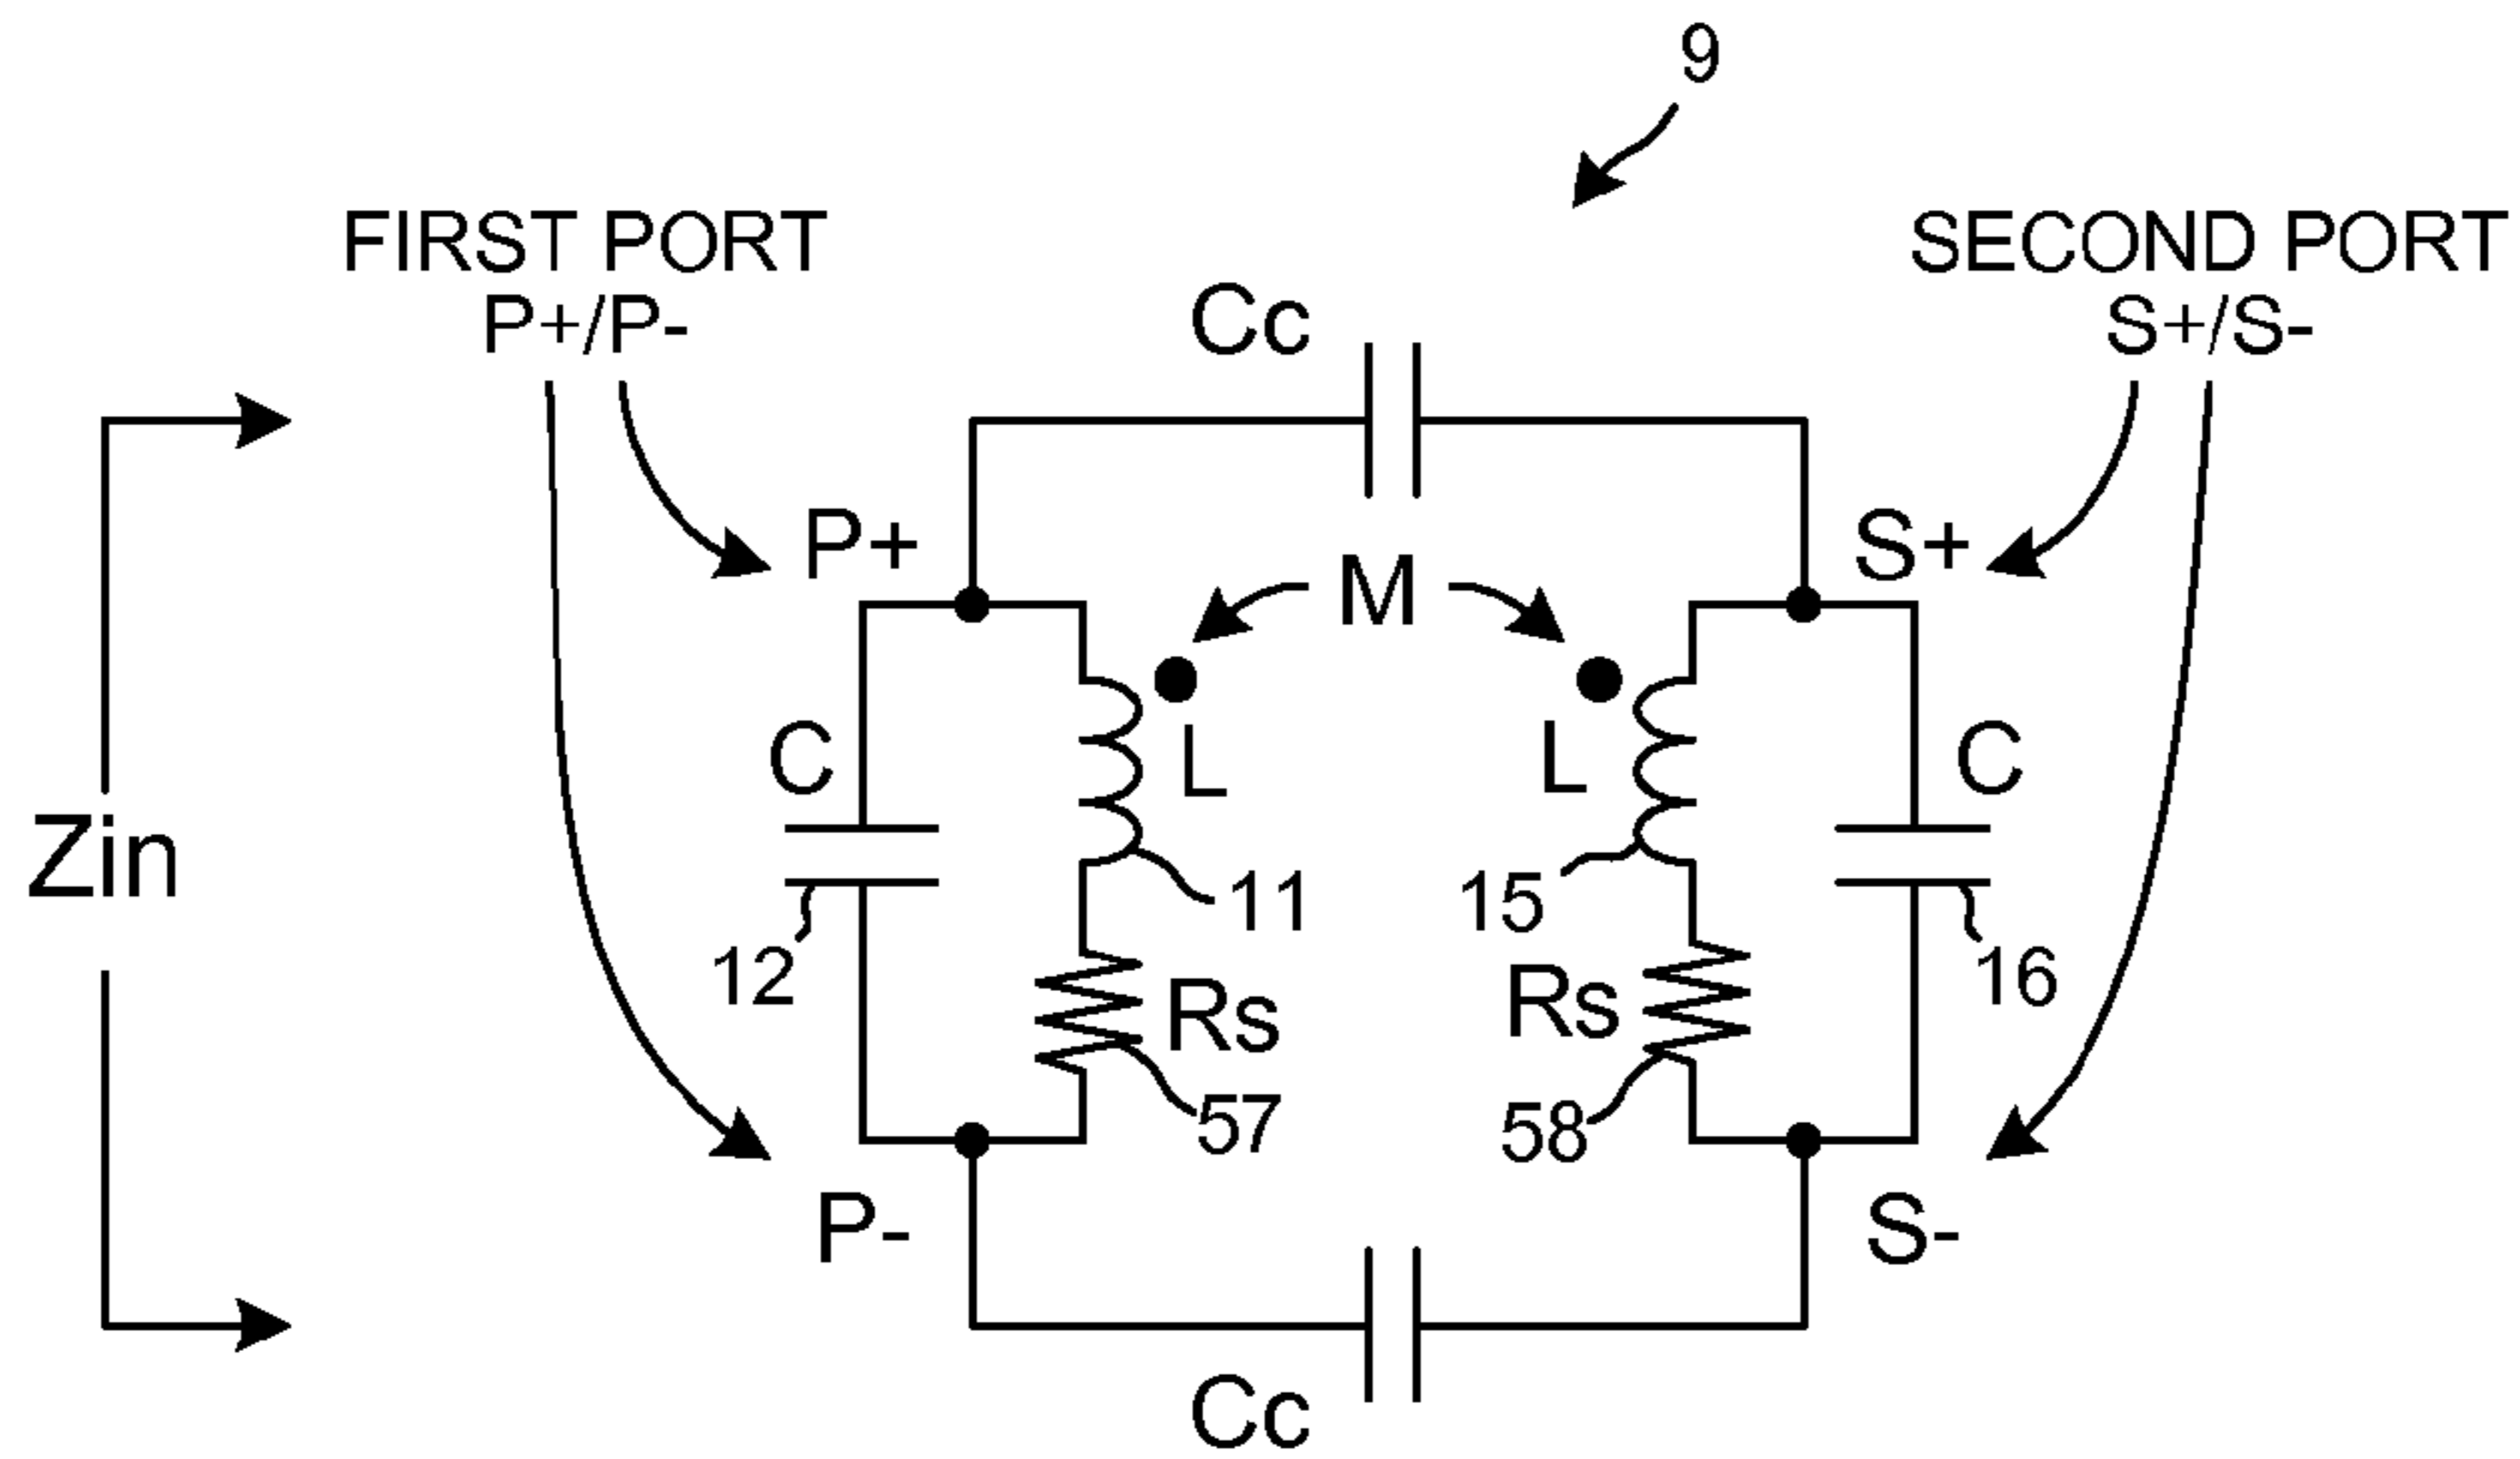 9
FIRST PORT
P+/P-
SECOND PORT
S+/S-
Cc
P+
M
S+
C
L
L
C
Zin
11
15
12
Rs
Rs
16
57
58
P-
S-
Cc